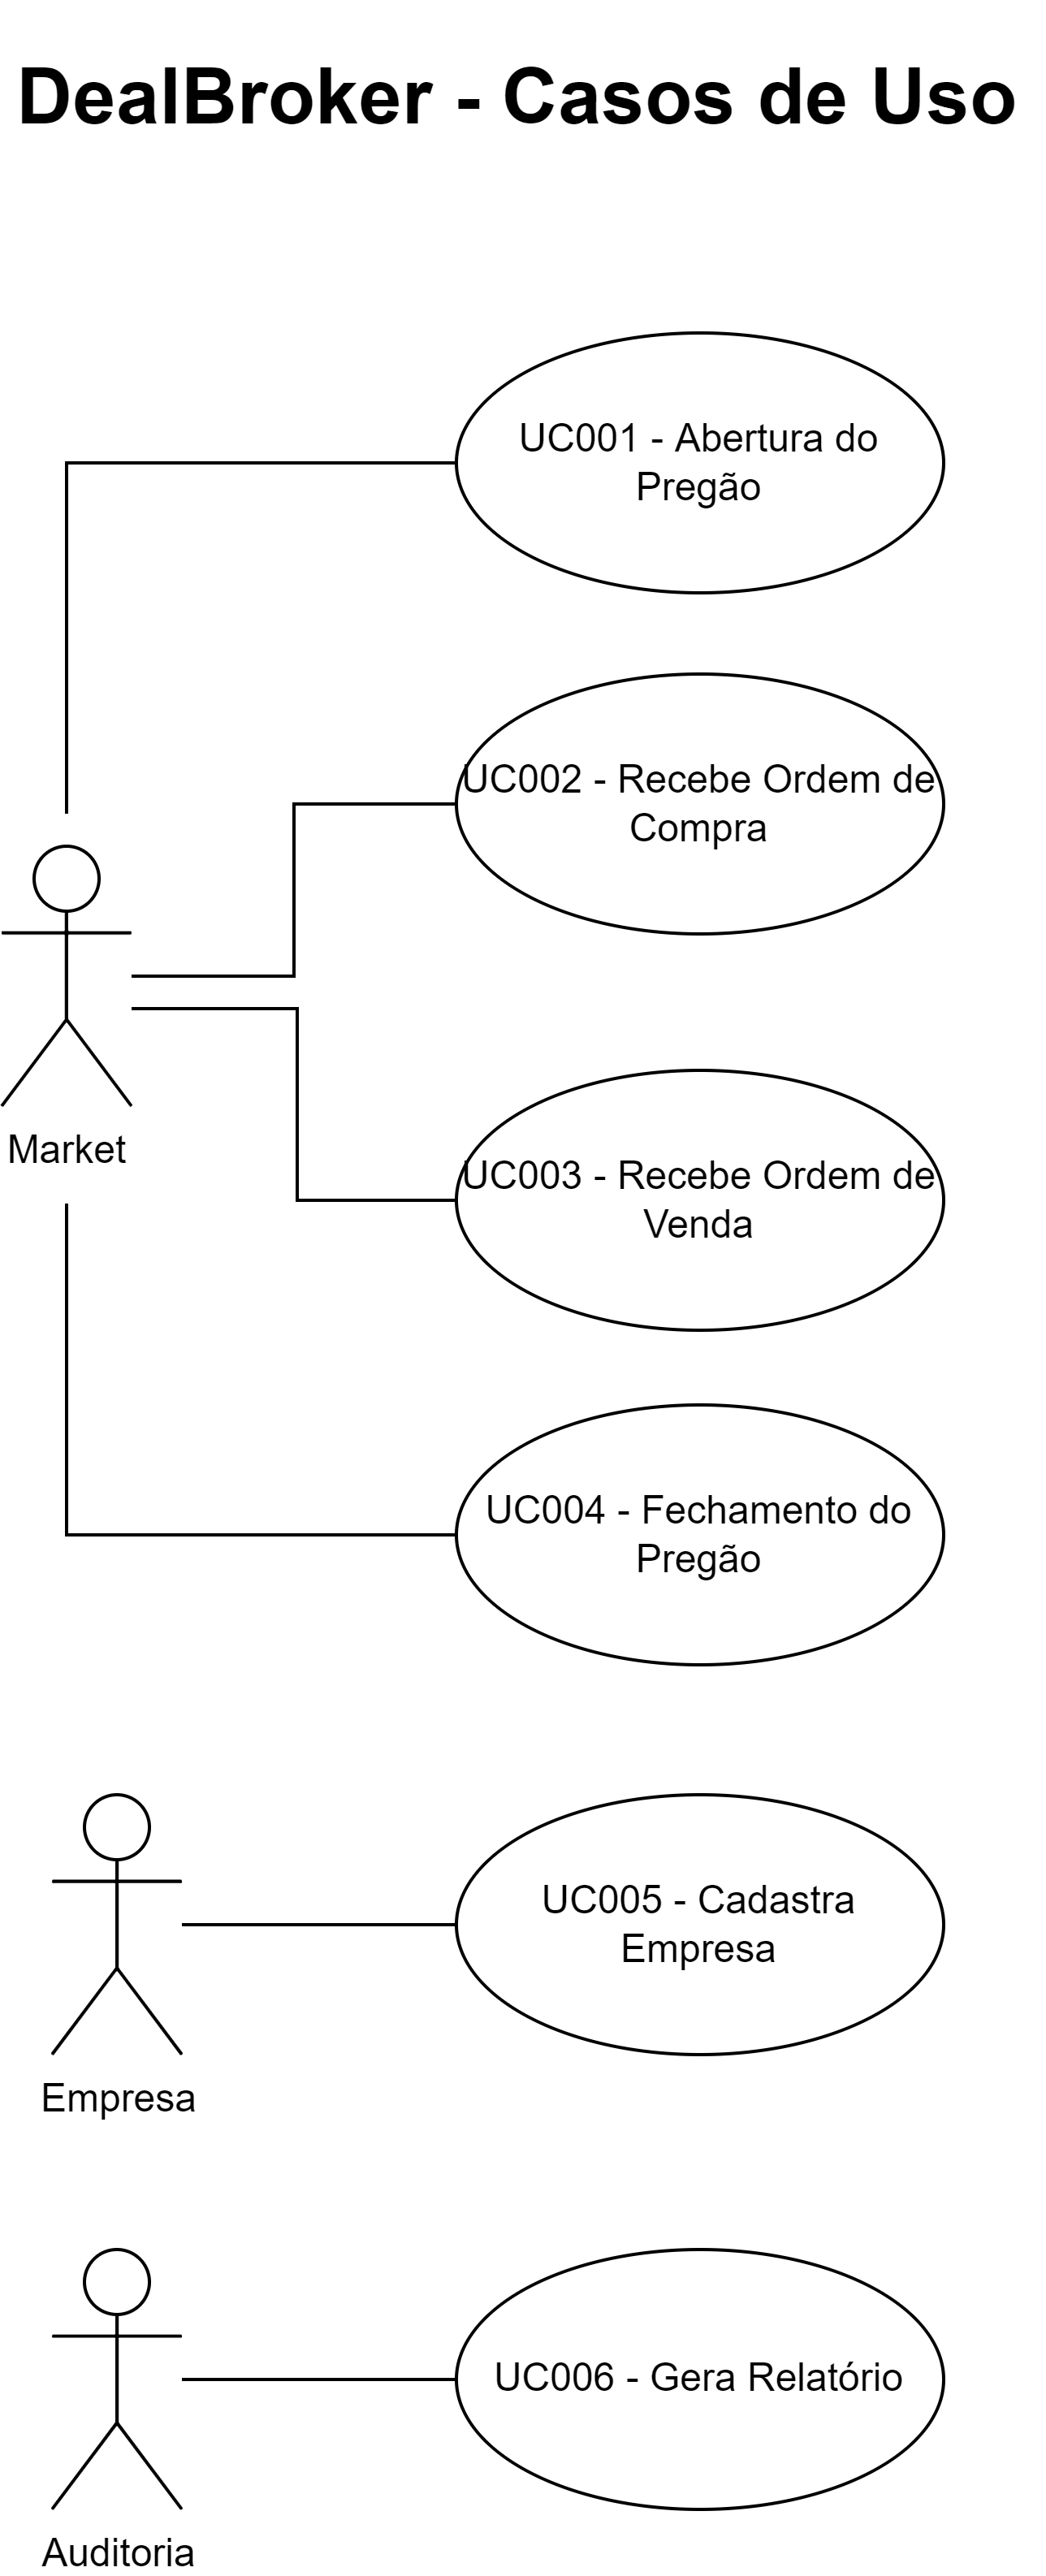 DealBroker - Casos de Uso
UC001 - Abertura do
Pregão
UC002 - Recebe Ordem de
Compra
Market
UC003 - Recebe Ordem de
Venda
UC004 - Fechamento do
Pregão
UC005 - Cadastra
Empresa
Empresa
UC006 - Gera Relatório
Auditoria